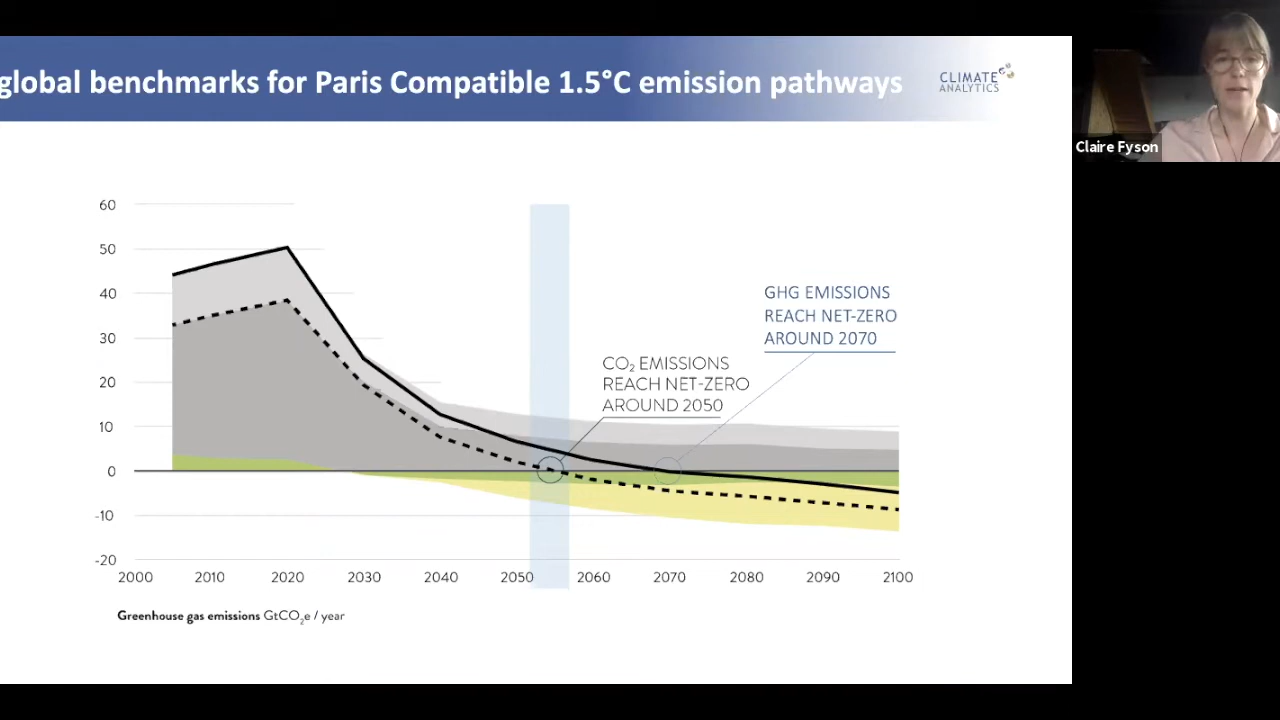 global benchmarks for Paris Compatible 1.5°C emission pathways
CLIMATE
ANALYTICS
Claire Fyson
60
50
40
30
20
10
0
-10
-20
GHG EMISSIONS
REACH NET-ZERO
AROUND 2070
CO₂ EMISSIONS
REACH NET-ZERO
AROUND 2050
2000 2010 2020 2030 2040 2050 2060 2070 2080 2090 2100
Greenhouse gas emissions GtCO₂e / year